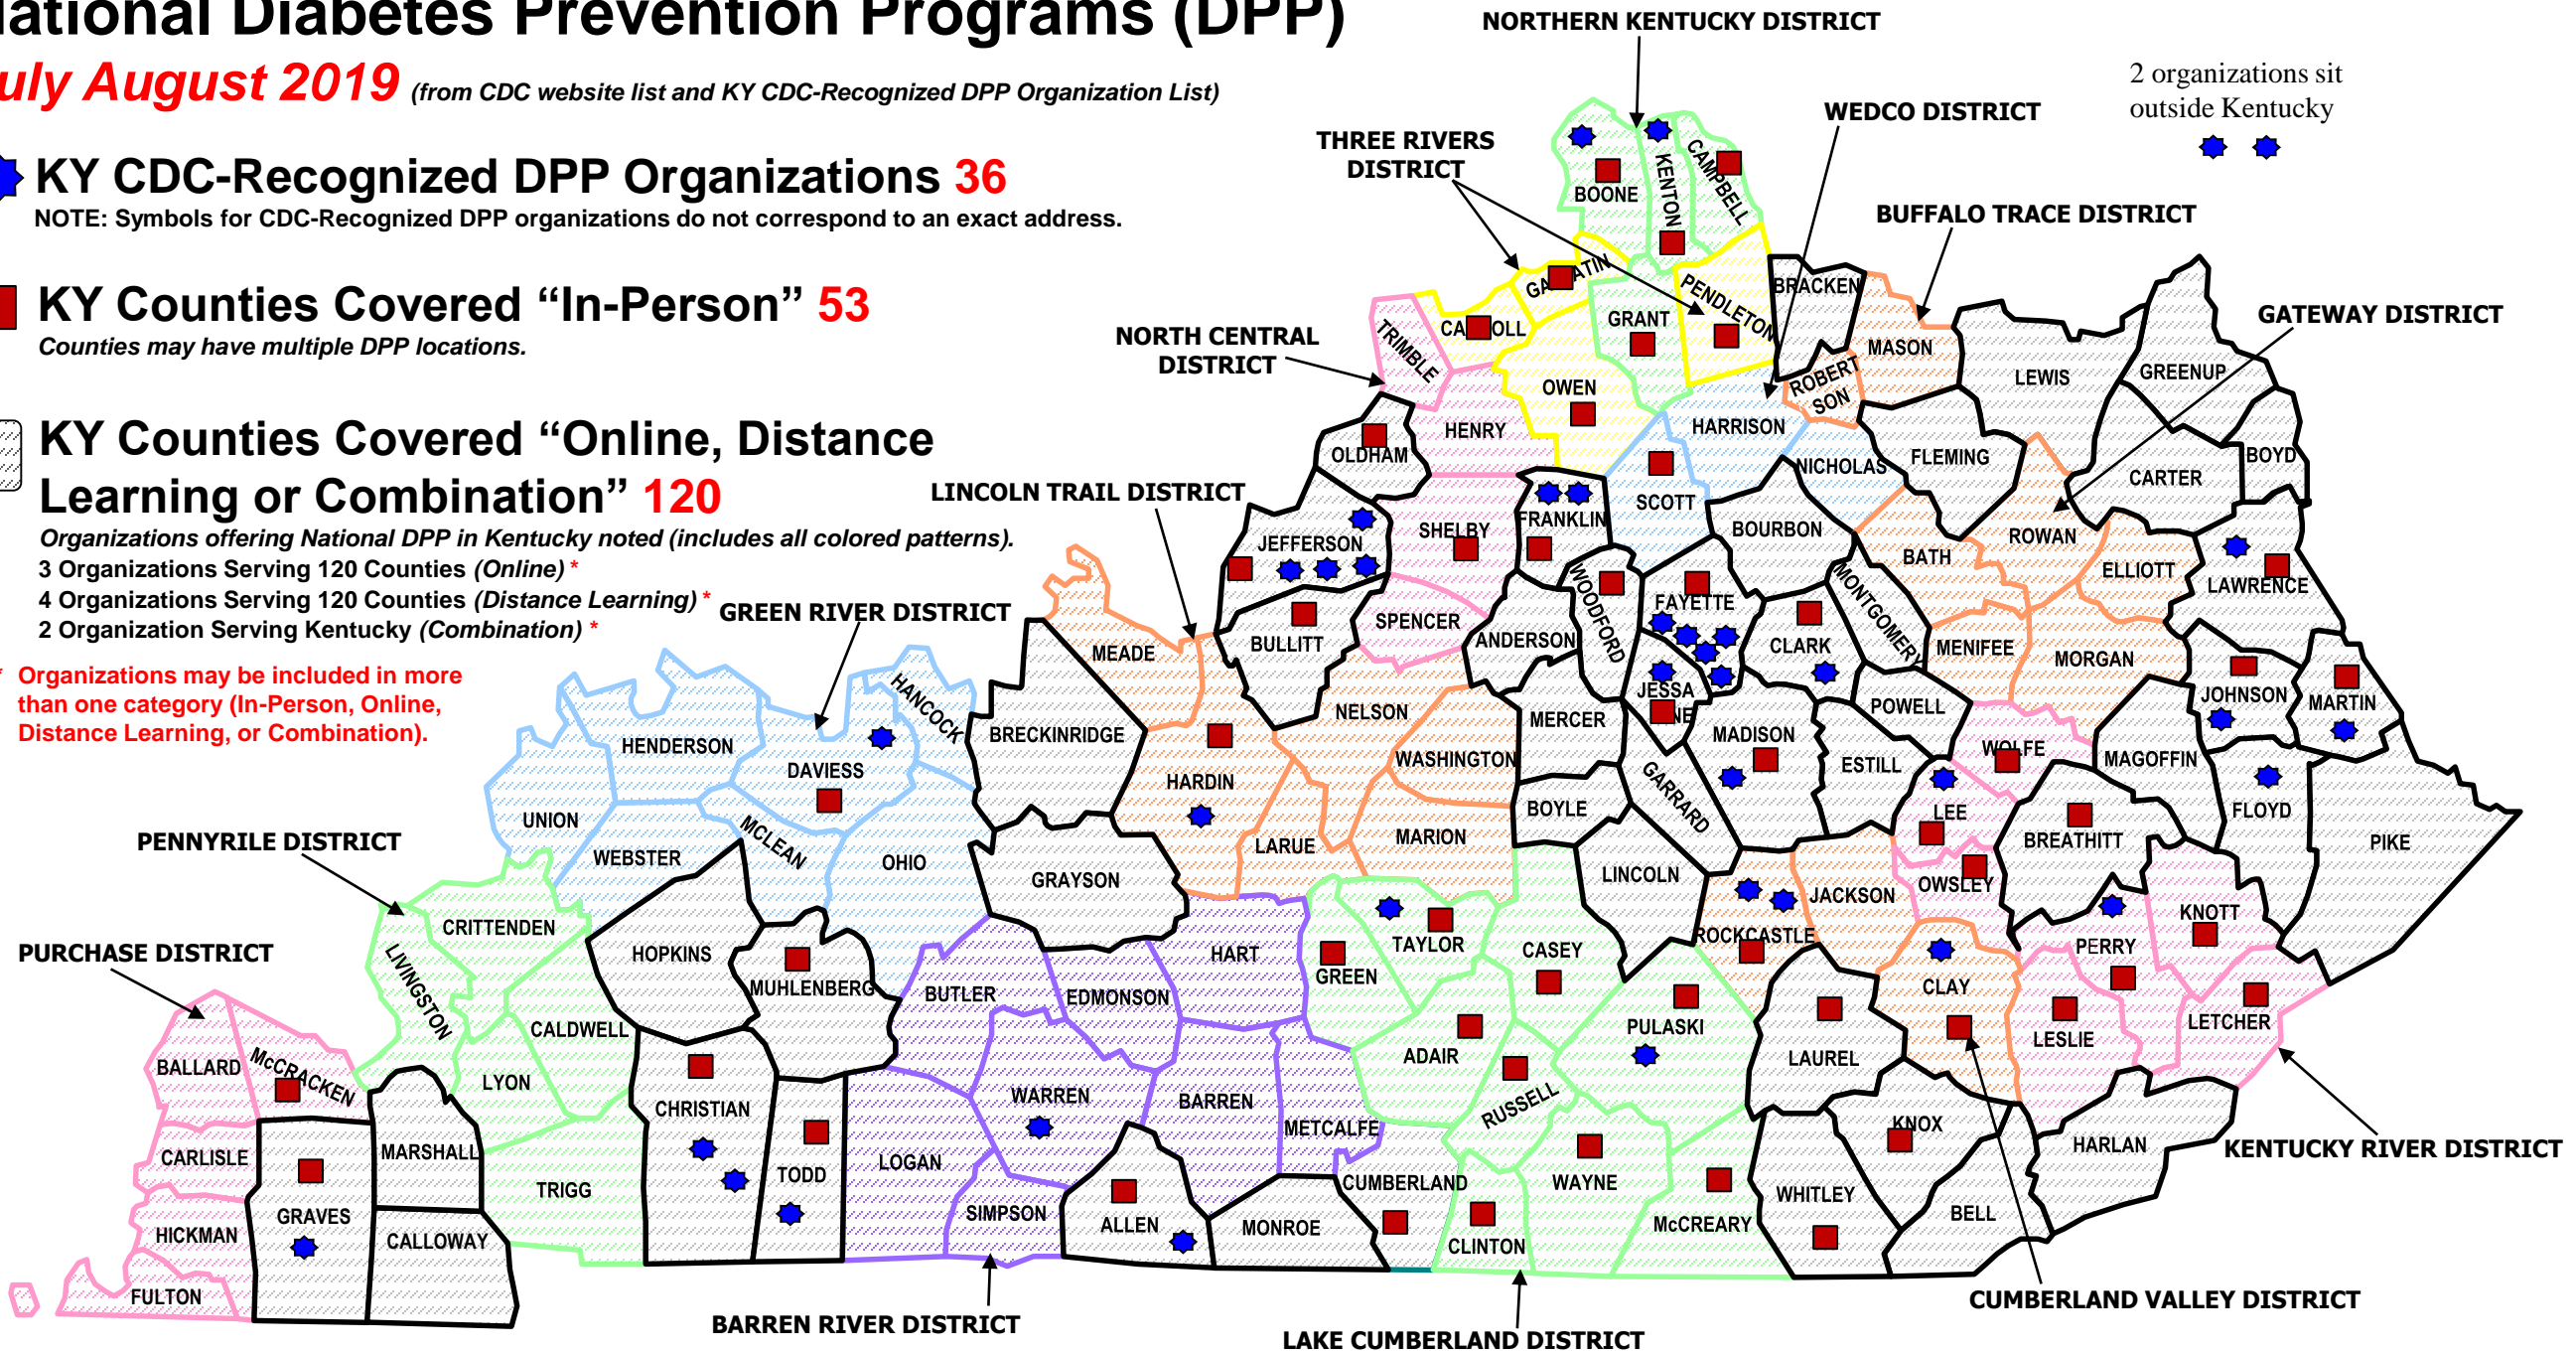 National Diabetes Prevention Programs (DPP)
July August 2019 (from CDC website list and KY CDC-Recognized DPP Organization List)
KY CDC-Recognized DPP Organizations 36
NOTE: Symbols for CDC-Recognized DPP organizations do not correspond to an exact address.
KY Counties Covered “In-Person” 53
Counties may have multiple DPP locations.
KY Counties Covered “Online, Distance
Learning or Combination” 120
Organizations offering National DPP in Kentucky noted (includes all colored patterns).
3 Organizations Serving 120 Counties (Online) *
4 Organizations Serving 120 Counties (Distance Learning) *
2 Organization Serving Kentucky (Combination) *
* Organizations may be included in more
than one category (In-Person, Online,
Distance Learning, or Combination).
2 organizations sit
outside Kentucky
NORTHERN KENTUCKY DISTRICT
WEDCO DISTRICT
THREE RIVERS
DISTRICT
BUFFALO TRACE DISTRICT
GATEWAY DISTRICT
NORTH CENTRAL
DISTRICT
LINCOLN TRAIL DISTRICT
GREEN RIVER DISTRICT
PENNYRILE DISTRICT
PURCHASE DISTRICT
BARREN RIVER DISTRICT
LAKE CUMBERLAND DISTRICT
CUMBERLAND VALLEY DISTRICT
KENTUCKY RIVER DISTRICT
BOONE
KENTON
CAMPBELL
GA ATIN
CA OLL
TRIMBLE
GRANT
PENDLETON
BRACKEN
MASON
ROBERT
SON
LEWIS
GREENUP
OWEN
HENRY
HARRISON
OLDHAM
NICHOLAS
FLEMING
CARTER
BOYD
SCOTT
FRANKLIN
SHELBY
JEFFERSON
BOURBON
BATH
ROWAN
ELLIOTT
LAWRENCE
WOODFORD
FAYETTE
MONTGOMERY
CLARK
SPENCER
BULLITT
ANDERSON
MENIFEE
MORGAN
MEADE
JOHNSON
MARTIN
JESSA
NE
POWELL
NELSON
MERCER
MADISON
HANCOCK
BRECKINRIDGE
HENDERSON
DAVIESS
HARDIN
WASHINGTON
ESTILL
WOLFE
MAGOFFIN
GARRARD
BOYLE
LEE
FLOYD
UNION
MCLEAN
WEBSTER
OHIO
LARUE
MARION
BREATHITT
PIKE
GRAYSON
LINCOLN
OWSLEY
JACKSON
KNOTT
CRITTENDEN
LIVINGSTON
HOPKINS
HART
TAYLOR
CASEY
ROCKCASTLE
PERRY
GREEN
MUHLENBERG
BUTLER
EDMONSON
CLAY
CALDWELL
PULASKI
LETCHER
LESLIE
LAUREL
ADAIR
BALLARD
McCRACKEN
LYON
CHRISTIAN
WARREN
BARREN
RUSSELL
METCALFE
KNOX
HARLAN
MARSHALL
CARLISLE
LOGAN
TODD
TRIGG
CUMBERLAND
WAYNE
WHITLEY
GRAVES
SIMPSON
ALLEN
MONROE
McCREARY
BELL
HICKMAN
CALLOWAY
CLINTON
FULTON